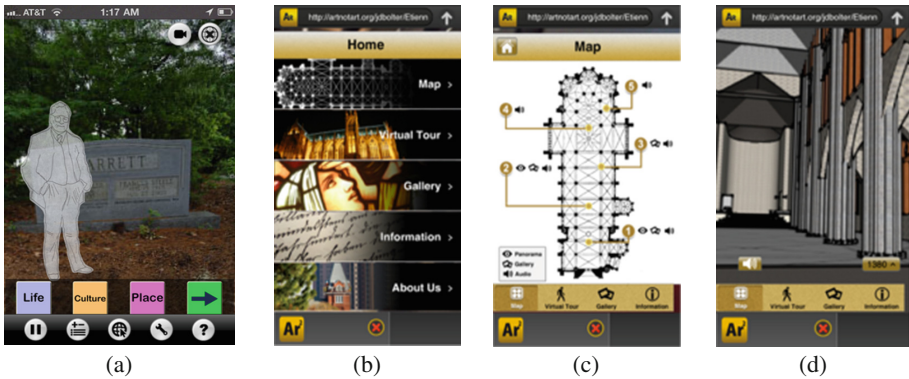 AT&T 1:17 AM
ARRETT
Life
Culture
Place
?
(a)
Ar
http://artnotart.org/jdbolter/Etienn
Home
Map >
Virtual Tour >
Gallery >
Information >
About Us >
Ar
(b)
Ar
http://artnotart.org/jdbolter/Etienn
Map
5
4
3
2
1
Panorama
Gallery
Audio
Map Virtual Tour Gallery Information
Ar
(c)
Ar
http://artnotart.org/jdbolter/Etienn
1380
Map Virtual Tour Gallery Information
Ar
(d)